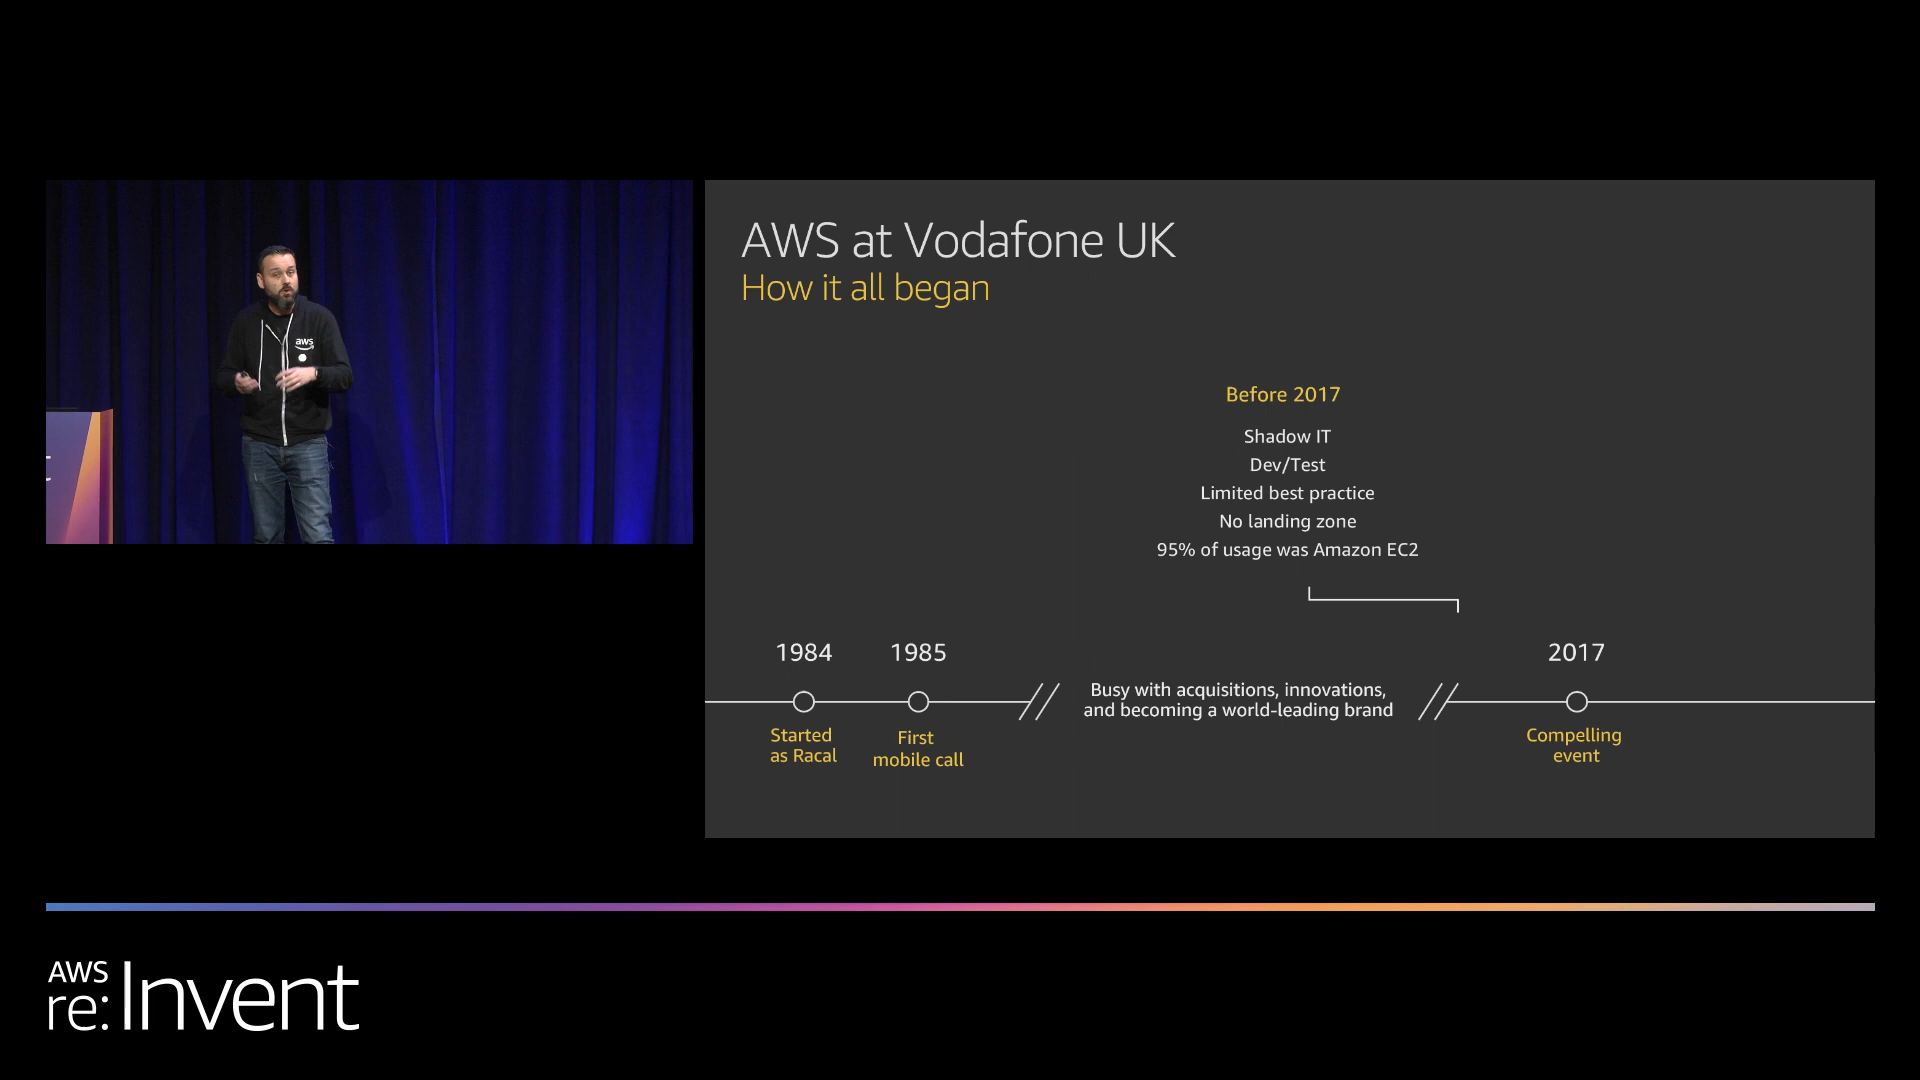 aws
AWS at Vodafone UK
How it all began
Before 2017
Shadow IT
Dev/Test
Limited best practice
No landing zone
95% of usage was Amazon EC2
1984
1985
2017
Busy with acquisitions, innovations,
and becoming a world-leading brand
Started
as Racal
First
mobile call
Compelling
event
AWS
re:Invent